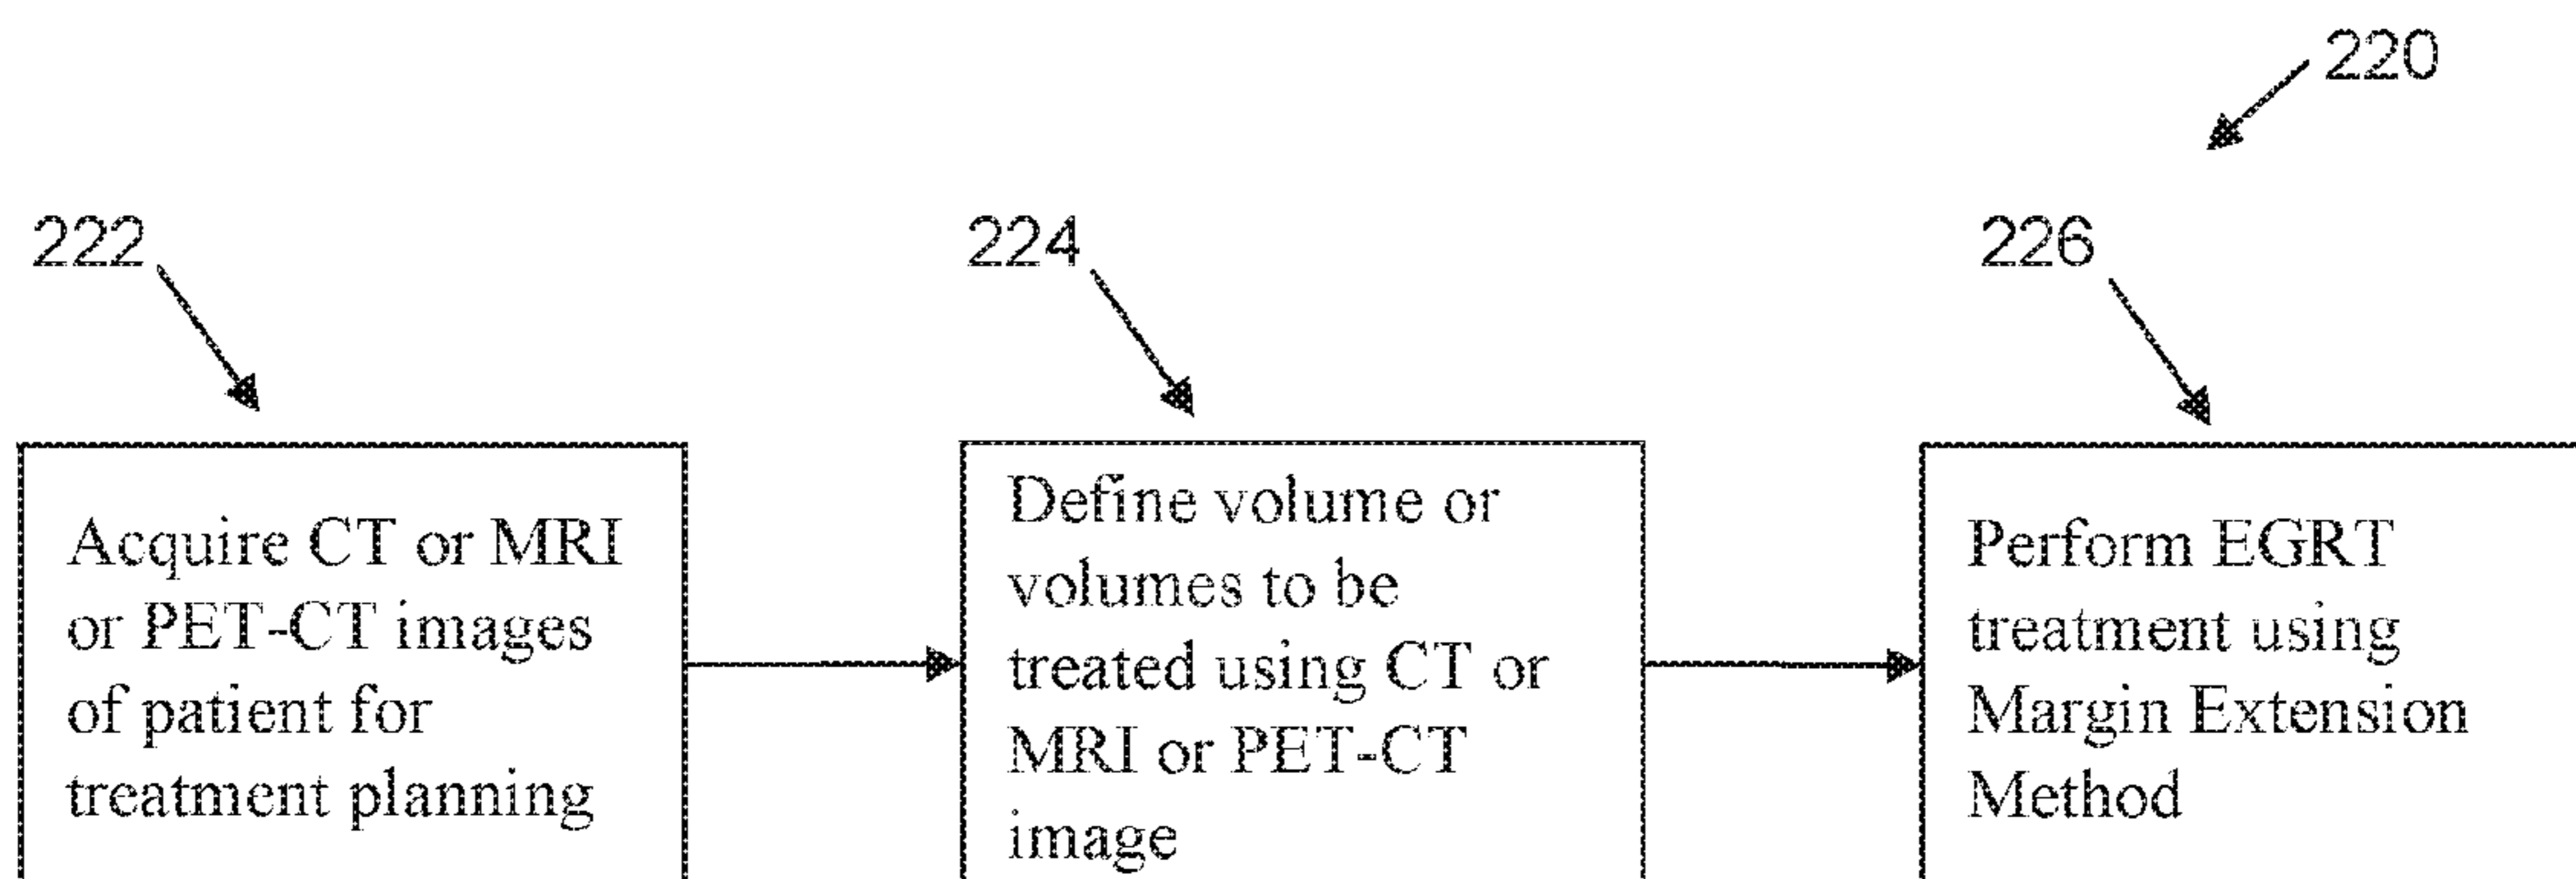 220
222
224
226
Acquire CT or MRI
or PET-CT images
of patient for
treatment planning
Define volume or
volumes to be
treated using CT or
MRI or PET-CT
image
Perform EGRT
treatment using
Margin Extension
Method